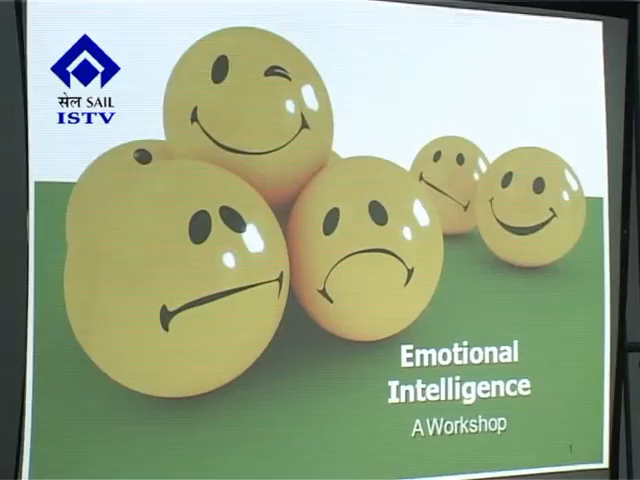 सेल SAIL
ISTV
Emotional
Intelligence
A Workshop
1